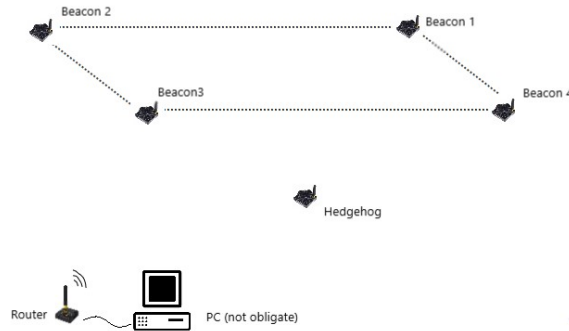 Beacon 2
Beacon 1
Beacon3
Beacon 4
Hedgehog
Router
PC (not obligate)